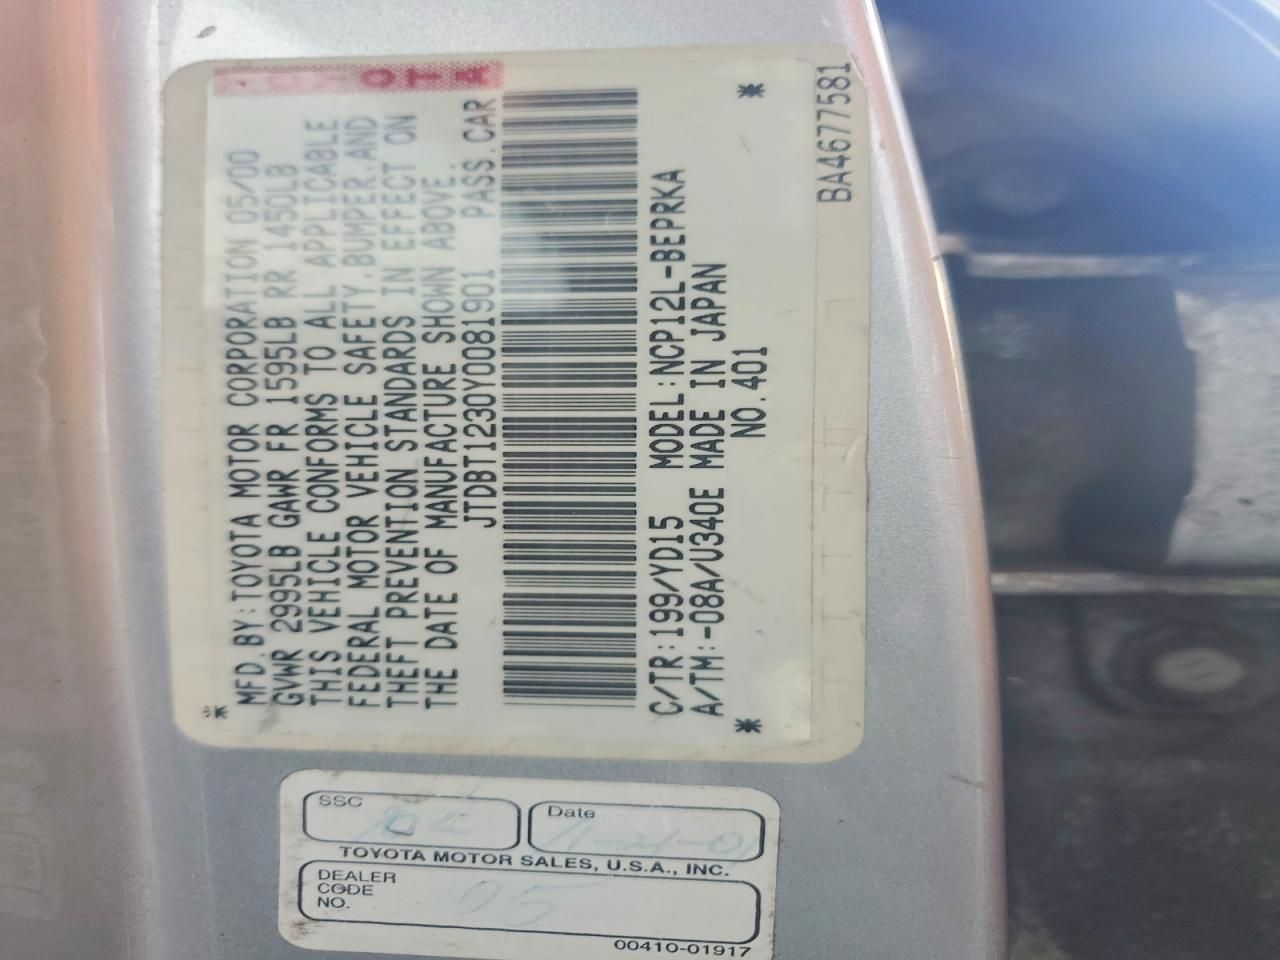 MFD.BY:TOYOTA MOTOR CORPORATION 05/00
GVWR 2995LB GAWR FR 1595LB RR 1450LB
THIS VEHICLE CONFORMS TO ALL APPLICABLE
FEDERAL MOTOR VEHICLE SAFETY,BUMPER,AND
THEFT PREVENTION STANDARDS IN EFFECT ON
THE DATE OF MANUFACTURE SHOWN ABOVE.
JTDBT1230Y0081901 PASS.CAR
C/TR:199/YD15 MODEL:NCP12L-BEPRKA
A/TM:-08A/U340E MADE IN JAPAN
NO.401
BA4677581
SSC
Date
TOYOTA MOTOR SALES, U.S.A., INC.
DEALER
CODE
NO.
95
00410-01917